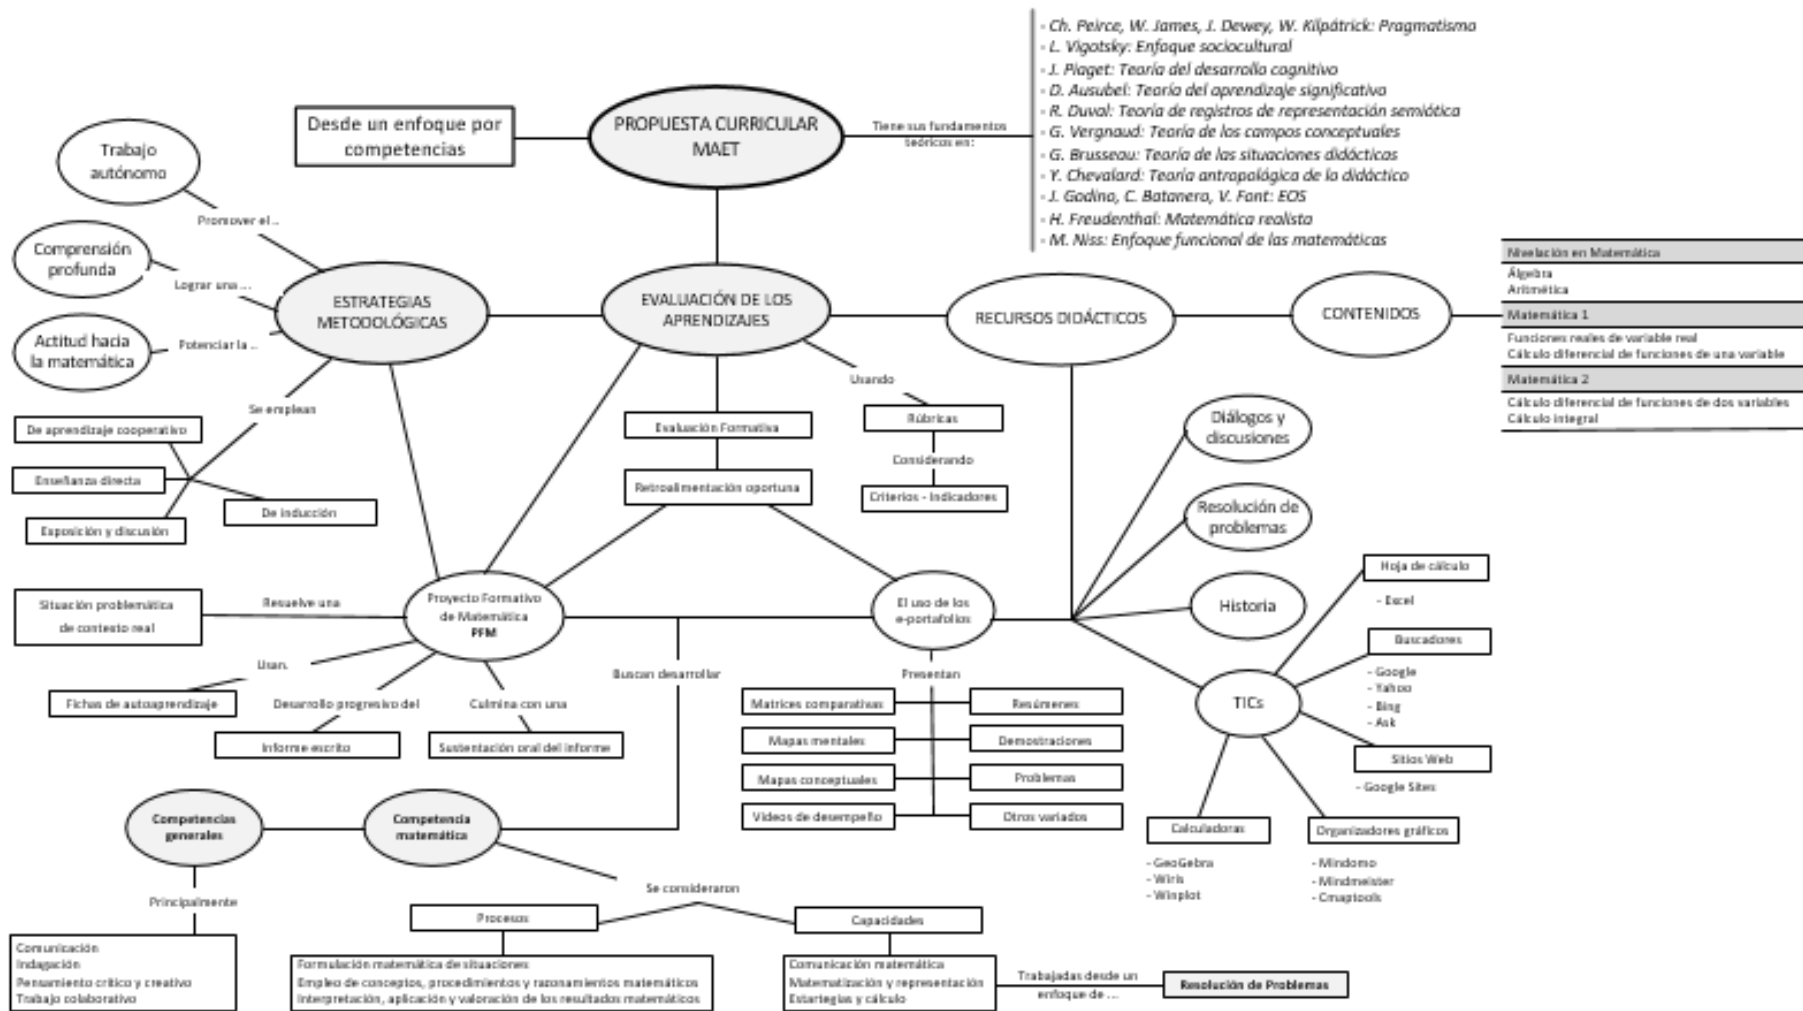 - Ch. Peirce, W. James, J. Dewey, W. Kilpátrick: Pragmatismo
- L. Vigotsky: Enfoque sociocultural
- J. Piaget: Teoría del desarrollo cognitivo
- D. Ausubel: Teoría del aprendizaje significativo
- R. Duval: Teoría de registros de representación semiótica
- G. Vergnaud: Teoría de los campos conceptuales
- G. Brusseau: Teoría de las situaciones didácticas
- Y. Chevalard: Teoría antropológica de lo didáctico
- J. Godino, C. Batanero, V. Font: EOS
- H. Freudenthal: Matemática realista
- M. Niss: Enfoque funcional de las matemáticas
Desde un enfoque por
competencias
PROPUESTA CURRICULAR
MAET
Tiene sus fundamentos
teóricos en:
Trabajo
autónomo
Promover el ..
Comprensión
profunda
Lograr una ...
Actitud hacia
la matemática
Potenciar la ..
ESTRATEGIAS
METODOLÓGICAS
EVALUACIÓN DE LOS
APRENDIZAJES
RECURSOS DIDÁCTICOS
CONTENIDOS
Nivelación en Matemática
Álgebra
Aritmética
Matemática 1
Funciones reales de variable real
Cálculo diferencial de funciones de una variable
Matemática 2
Cálculo diferencial de funciones de dos variables
Cálculo integral
Se emplean
De aprendizaje cooperativo
Enseñanza directa
De inducción
Exposición y discusión
Evaluación Formativa
Retroalimentación oportuna
Usando
Rúbricas
Considerando
Criterios - Indicadores
Diálogos y
discusiones
Resolución de
problemas
Historia
TICs
Hoja de cálculo
- Excel
Buscadores
- Google
- Yahoo
- Bing
- Ask
Sitios Web
- Google Sites
Calculadoras
- GeoGebra
- Wiris
- Winplot
Organizadores gráficos
- Mindomo
- Mindmeister
- Cmaptools
Situación problemática
de contexto real
Resuelve una
Proyecto Formativo
de Matemática
PFM
El uso de los
e-portafolios
Usan.
Fichas de autoaprendizaje
Desarrollo progresivo del
Informe escrito
Culmina con una
Sustentación oral del informe
Buscan desarrollar
Presentan
Matrices comparativas
Resúmenes
Mapas mentales
Demostraciones
Mapas conceptuales
Problemas
Videos de desempeño
Otros variados
Competencias
generales
Competencia
matemática
Principalmente
Comunicación
Indagación
Pensamiento crítico y creativo
Trabajo colaborativo
Se consideraron
Procesos
Formulación matemática de situaciones
Empleo de conceptos, procedimientos y razonamientos matemáticos
Interpretación, aplicación y valoración de los resultados matemáticos
Capacidades
Comunicación matemática
Matematización y representación
Estartegias y cálculo
Trabajadas desde un
enfoque de ...
Resolución de Problemas